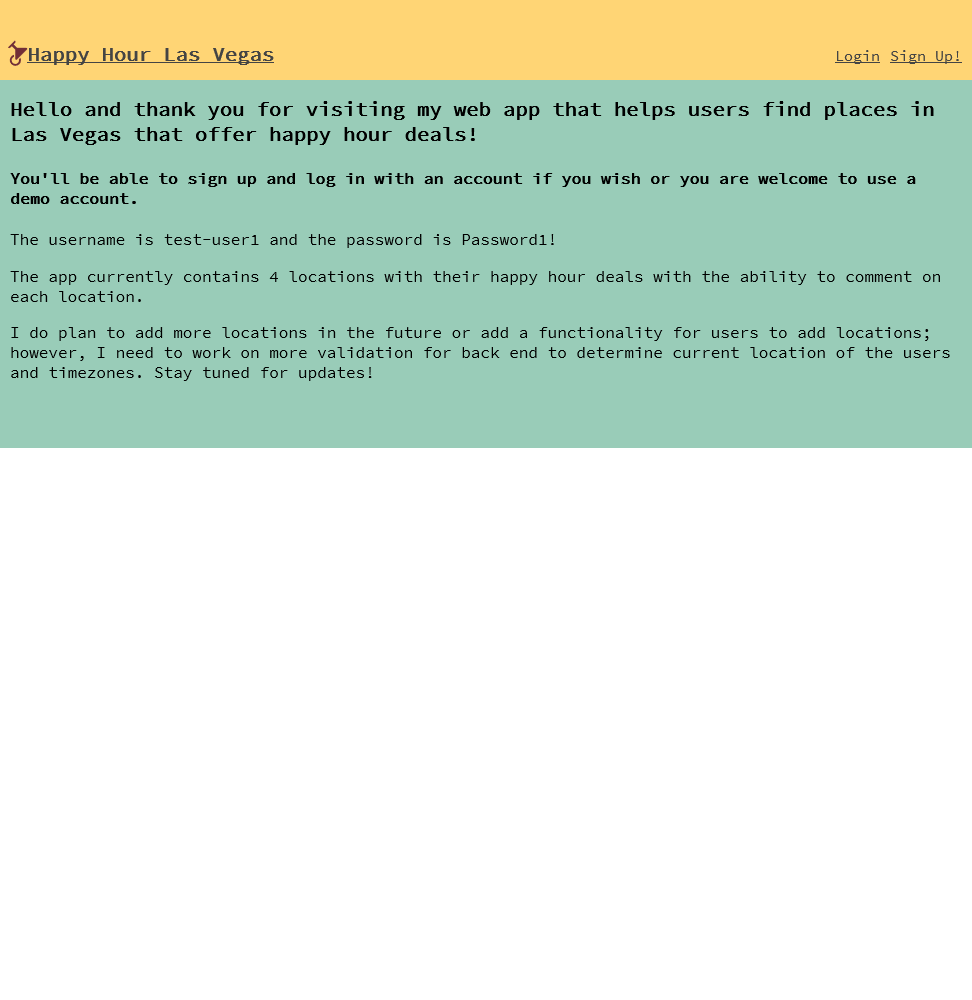 Happy Hour Las Vegas
Login Sign Up!
Hello and thank you for visiting my web app that helps users find places in
Las Vegas that offer happy hour deals!
You'll be able to sign up and log in with an account if you wish or you are welcome to use a
demo account.
The username is test-user1 and the password is Password1!
The app currently contains 4 locations with their happy hour deals with the ability to comment on
each location.
I do plan to add more locations in the future or add a functionality for users to add locations;
however, I need to work on more validation for back end to determine current location of the users
and timezones. Stay tuned for updates!